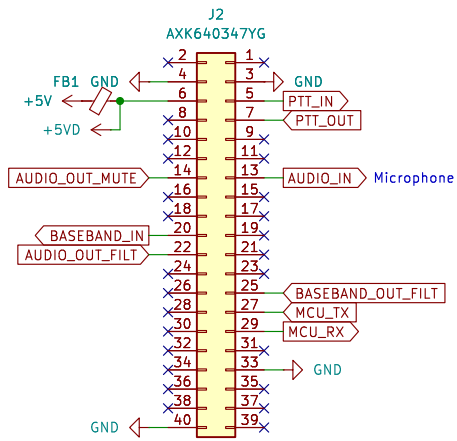 J2
AXK640347YG
2 1
GND 4 3 GND
FB1
+5V 6 5 PTT_IN
+5VD 8 7 PTT_OUT
10 9
12 11
AUDIO_OUT_MUTE 14 13 AUDIO_IN Microphone
16 15
18 17
BASEBAND_IN 20 19
AUDIO_OUT_FILT 22 21
24 23
26 25 BASEBAND_OUT_FILT
28 27 MCU_TX
30 29 MCU_RX
32 31
34 33 GND
36 35
38 37
GND 40 39